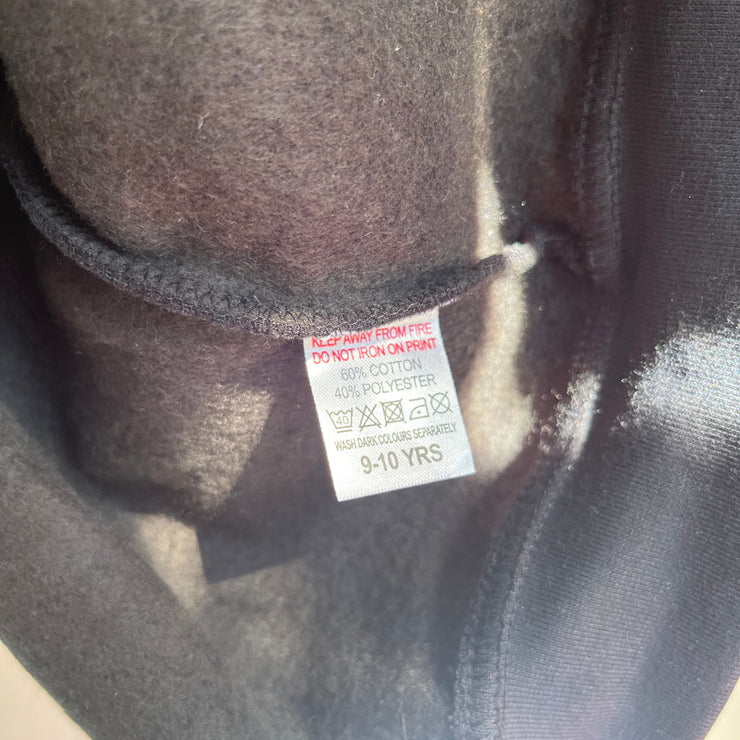 KEEP AWAY FROM FIRE
DO NOT IRON ON PRINT
60% COTTON
40% POLYESTER
40
WASH DARK COLOURS SEPARATELY
9-10 YRS